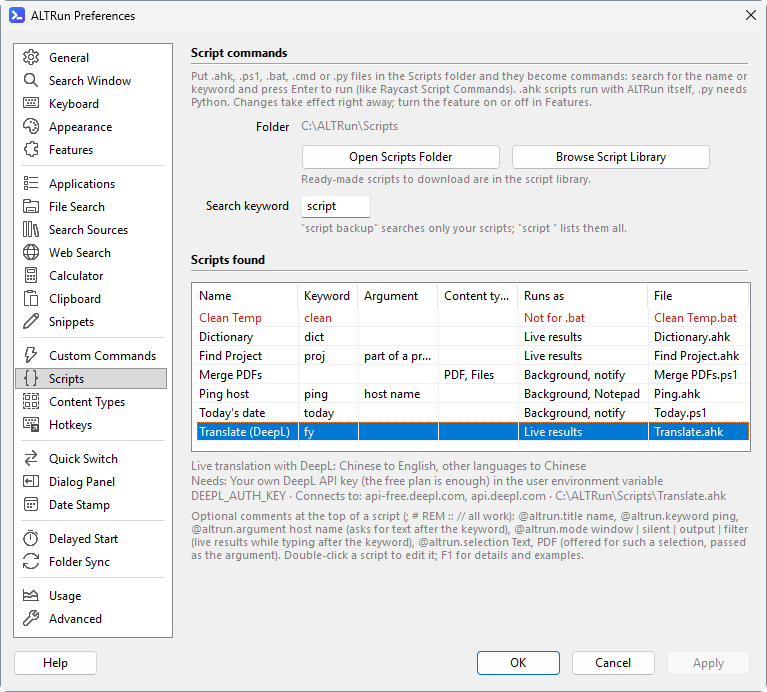 ALTRun Preferences
General
Search Window
Keyboard
Appearance
Features
Applications
File Search
Search Sources
Web Search
Calculator
Clipboard
Snippets
Custom Commands
Scripts
Content Types
Hotkeys
Quick Switch
Dialog Panel
Date Stamp
Delayed Start
Folder Sync
Usage
Advanced
Script commands
Put .ahk, .ps1, .bat, .cmd or .py files in the Scripts folder and they become commands: search for the name or
keyword and press Enter to run (like Raycast Script Commands). .ahk scripts run with ALTRun itself, .py needs
Python. Changes take effect right away; turn the feature on or off in Features.
Folder C:\ALTRun\Scripts
Open Scripts Folder Browse Script Library
Ready-made scripts to download are in the script library.
Search keyword script
"script backup" searches only your scripts; "script " lists them all.
Scripts found
Name Keyword Argument Content ty... Runs as File
Clean Temp clean Not for .bat Clean Temp.bat
Dictionary dict Live results Dictionary.ahk
Find Project proj part of a pr... Live results Find Project.ahk
Merge PDFs PDF, Files Background, notify Merge PDFs.ps1
Ping host ping host name Background, Notepad Ping.ahk
Today's date today Background, notify Today.ps1
Translate (DeepL) fy Live results Translate.ahk
Live translation with DeepL: Chinese to English, other languages to Chinese
Needs: Your own DeepL API key (the free plan is enough) in the user environment variable
DEEPL_AUTH_KEY · Connects to: api-free.deepl.com, api.deepl.com · C:\ALTRun\Scripts\Translate.ahk
Optional comments at the top of a script (; # REM :: // all work): @altrun.title name, @altrun.keyword ping,
@altrun.argument host name (asks for text after the keyword), @altrun.mode window | silent | output | filter
(live results while typing after the keyword), @altrun.selection Text, PDF (offered for such a selection, passed
as the argument). Double-click a script to edit it; F1 for details and examples.
Help OK Cancel Apply